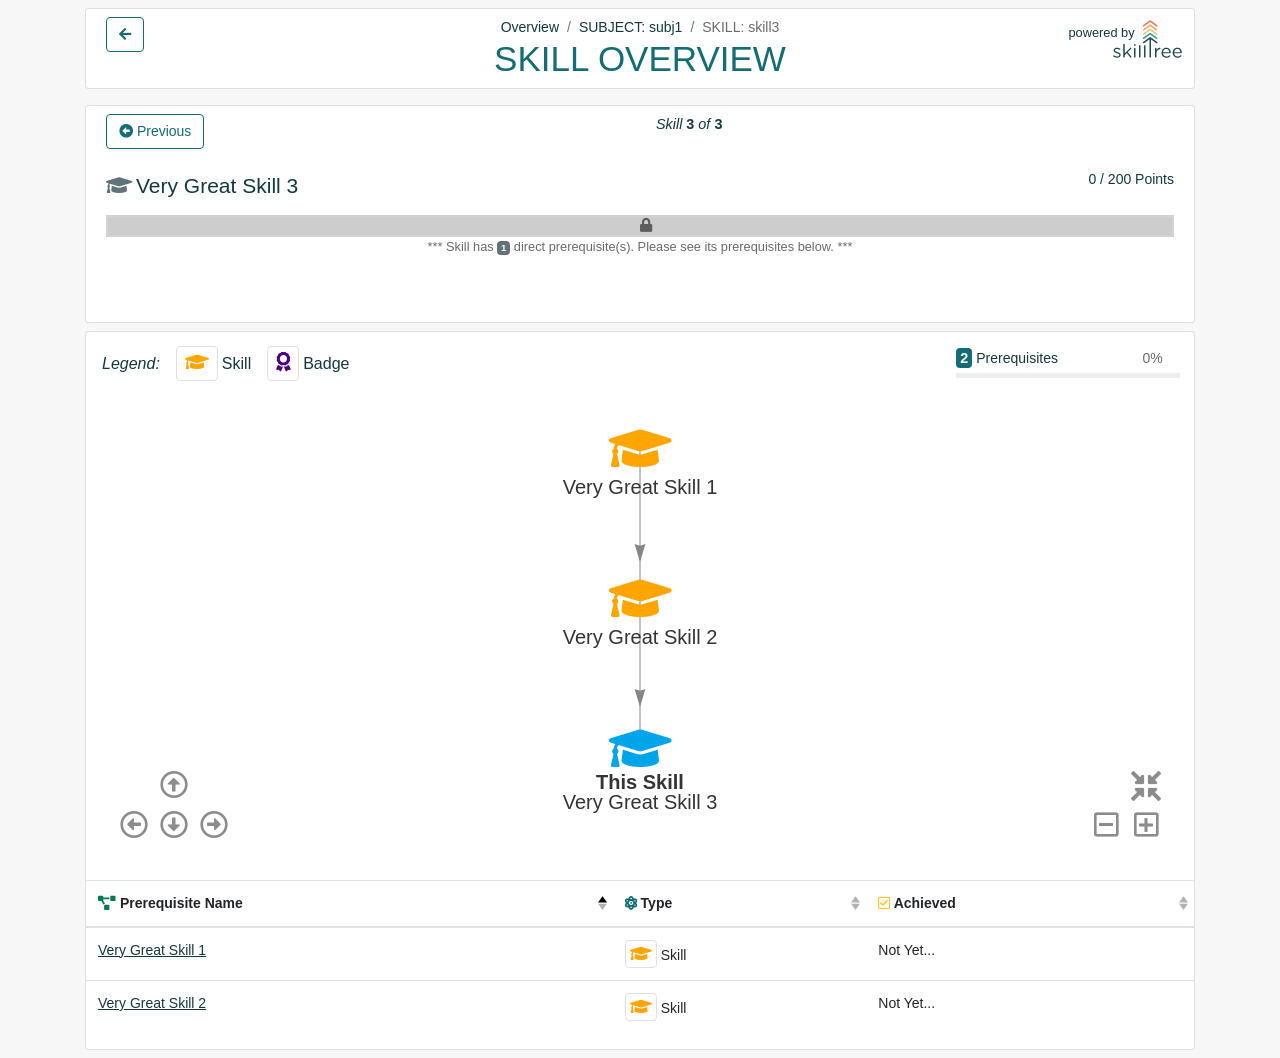 Overview / SUBJECT: subj1 / SKILL: skill3
SKILL OVERVIEW
powered by
skilltree
Previous
Skill 3 of 3
Very Great Skill 3
0 / 200 Points
*** Skill has 1 direct prerequisite(s). Please see its prerequisites below. ***
Legend: Skill Badge
2 Prerequisites 0%
Very Great Skill 1
Very Great Skill 2
This Skill
Very Great Skill 3
Prerequisite Name Type Achieved
Very Great Skill 1 Skill Not Yet...
Very Great Skill 2 Skill Not Yet...